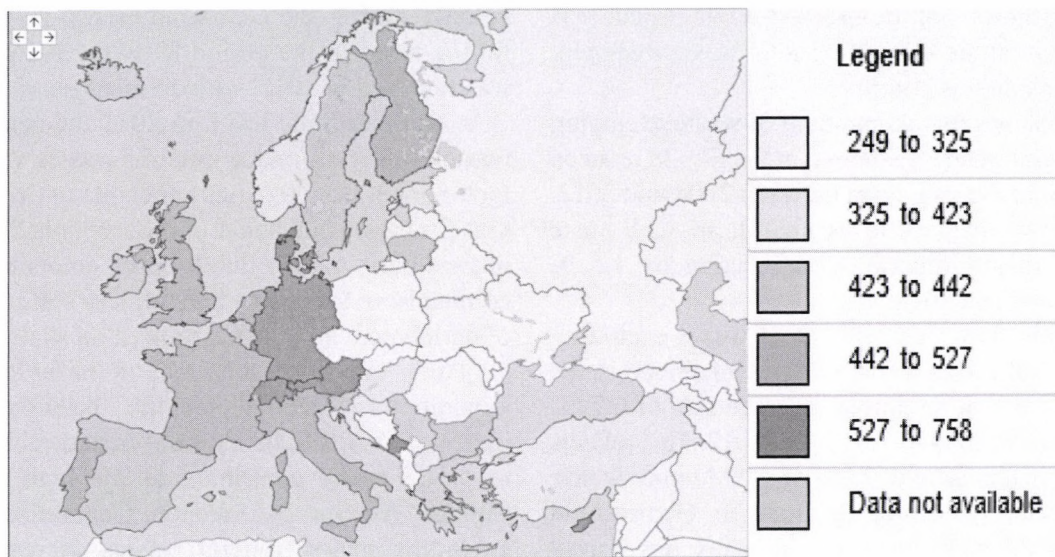 Legend
249 to 325
325 to 423
423 to 442
442 to 527
527 to 758
Data not available